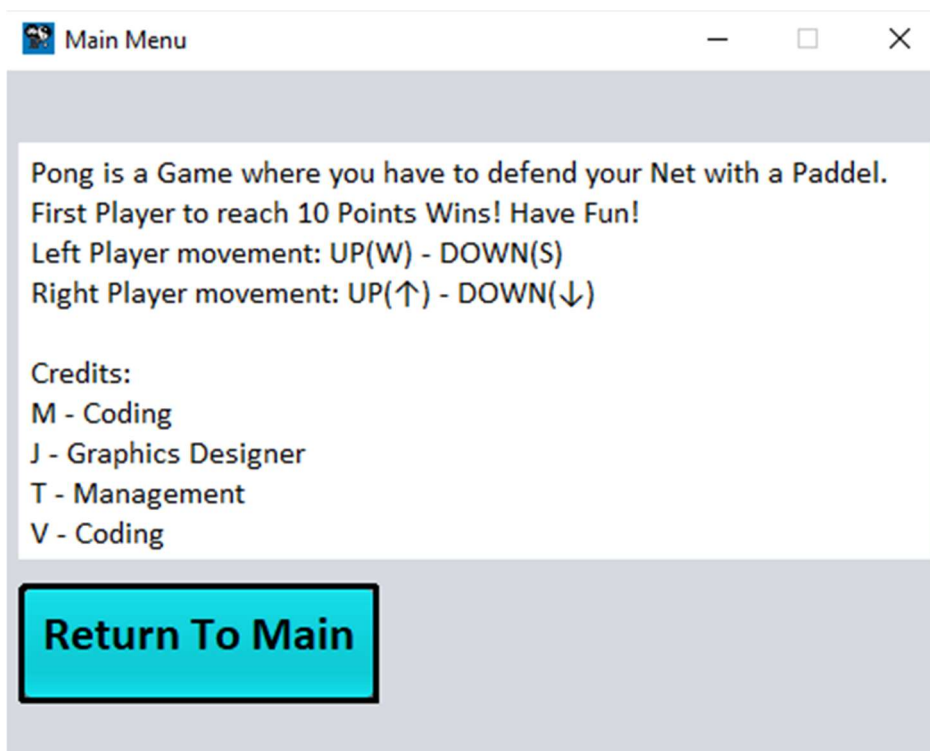 Main Menu
Pong is a Game where you have to defend your Net with a Paddel.
First Player to reach 10 Points Wins! Have Fun!
Left Player movement: UP(W) - DOWN(S)
Right Player movement: UP(↑) - DOWN(↓)
Credits:
M - Coding
J - Graphics Designer
T - Management
V - Coding
Return To Main